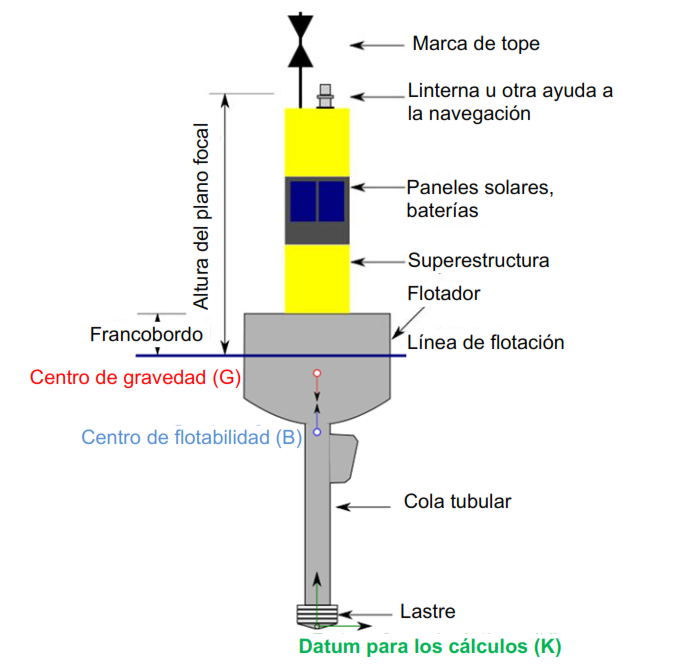 Marca de tope
Linterna u otra ayuda a
la navegación
Altura del plano focal
Paneles solares,
baterías
Superestructura
Flotador
Francobordo
Línea de flotación
Centro de gravedad (G)
Centro de flotabilidad (B)
Cola tubular
Lastre
Datum para los cálculos (K)